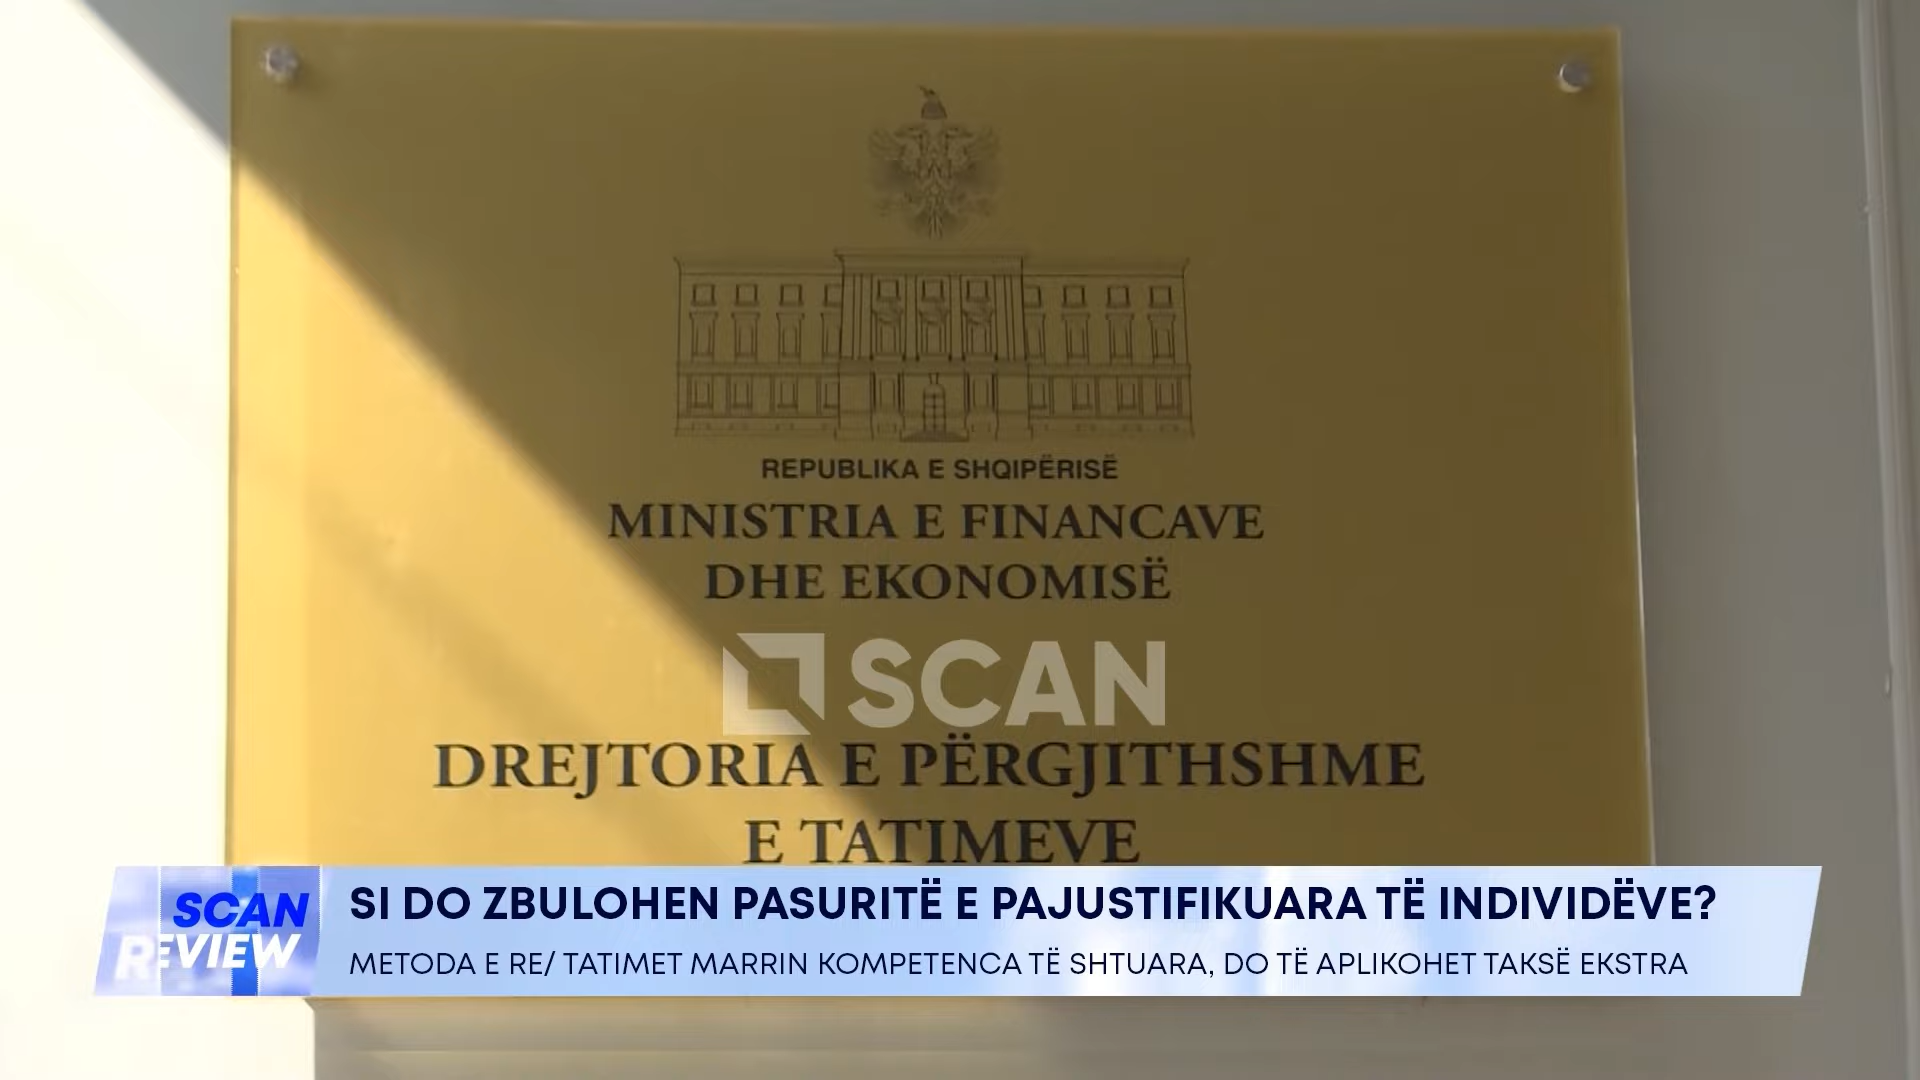 REPUBLIKA E SHQIPËRISË
MINISTRIA E FINANCAVE
DHE EKONOMISË
SCAN
DREJTORIA E PËRGJITHSHME
E TATIMEVE
SCAN
REVIEW
SI DO ZBULOHEN PASURITË E PAJUSTIFIKUARA TË INDIVIDËVE?
METODA E RE/ TATIMET MARRIN KOMPETENCA TË SHTUARA, DO TË APLIKOHET TAKSË EKSTRA